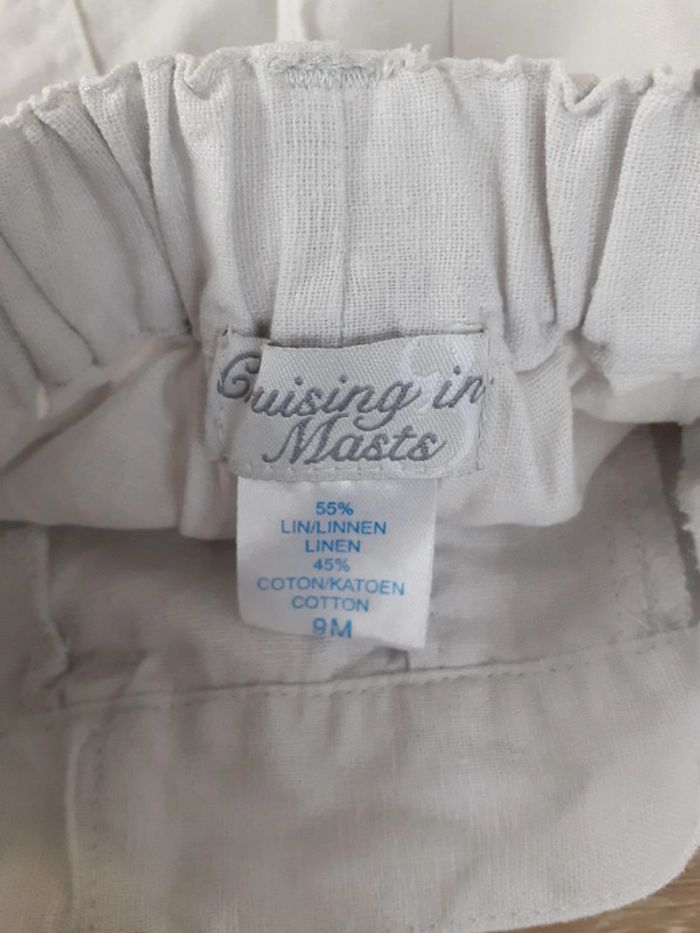 Cruising in
Masts
55%
LIN/LINNEN
LINEN
45%
COTON/KATOEN
COTTON
9M